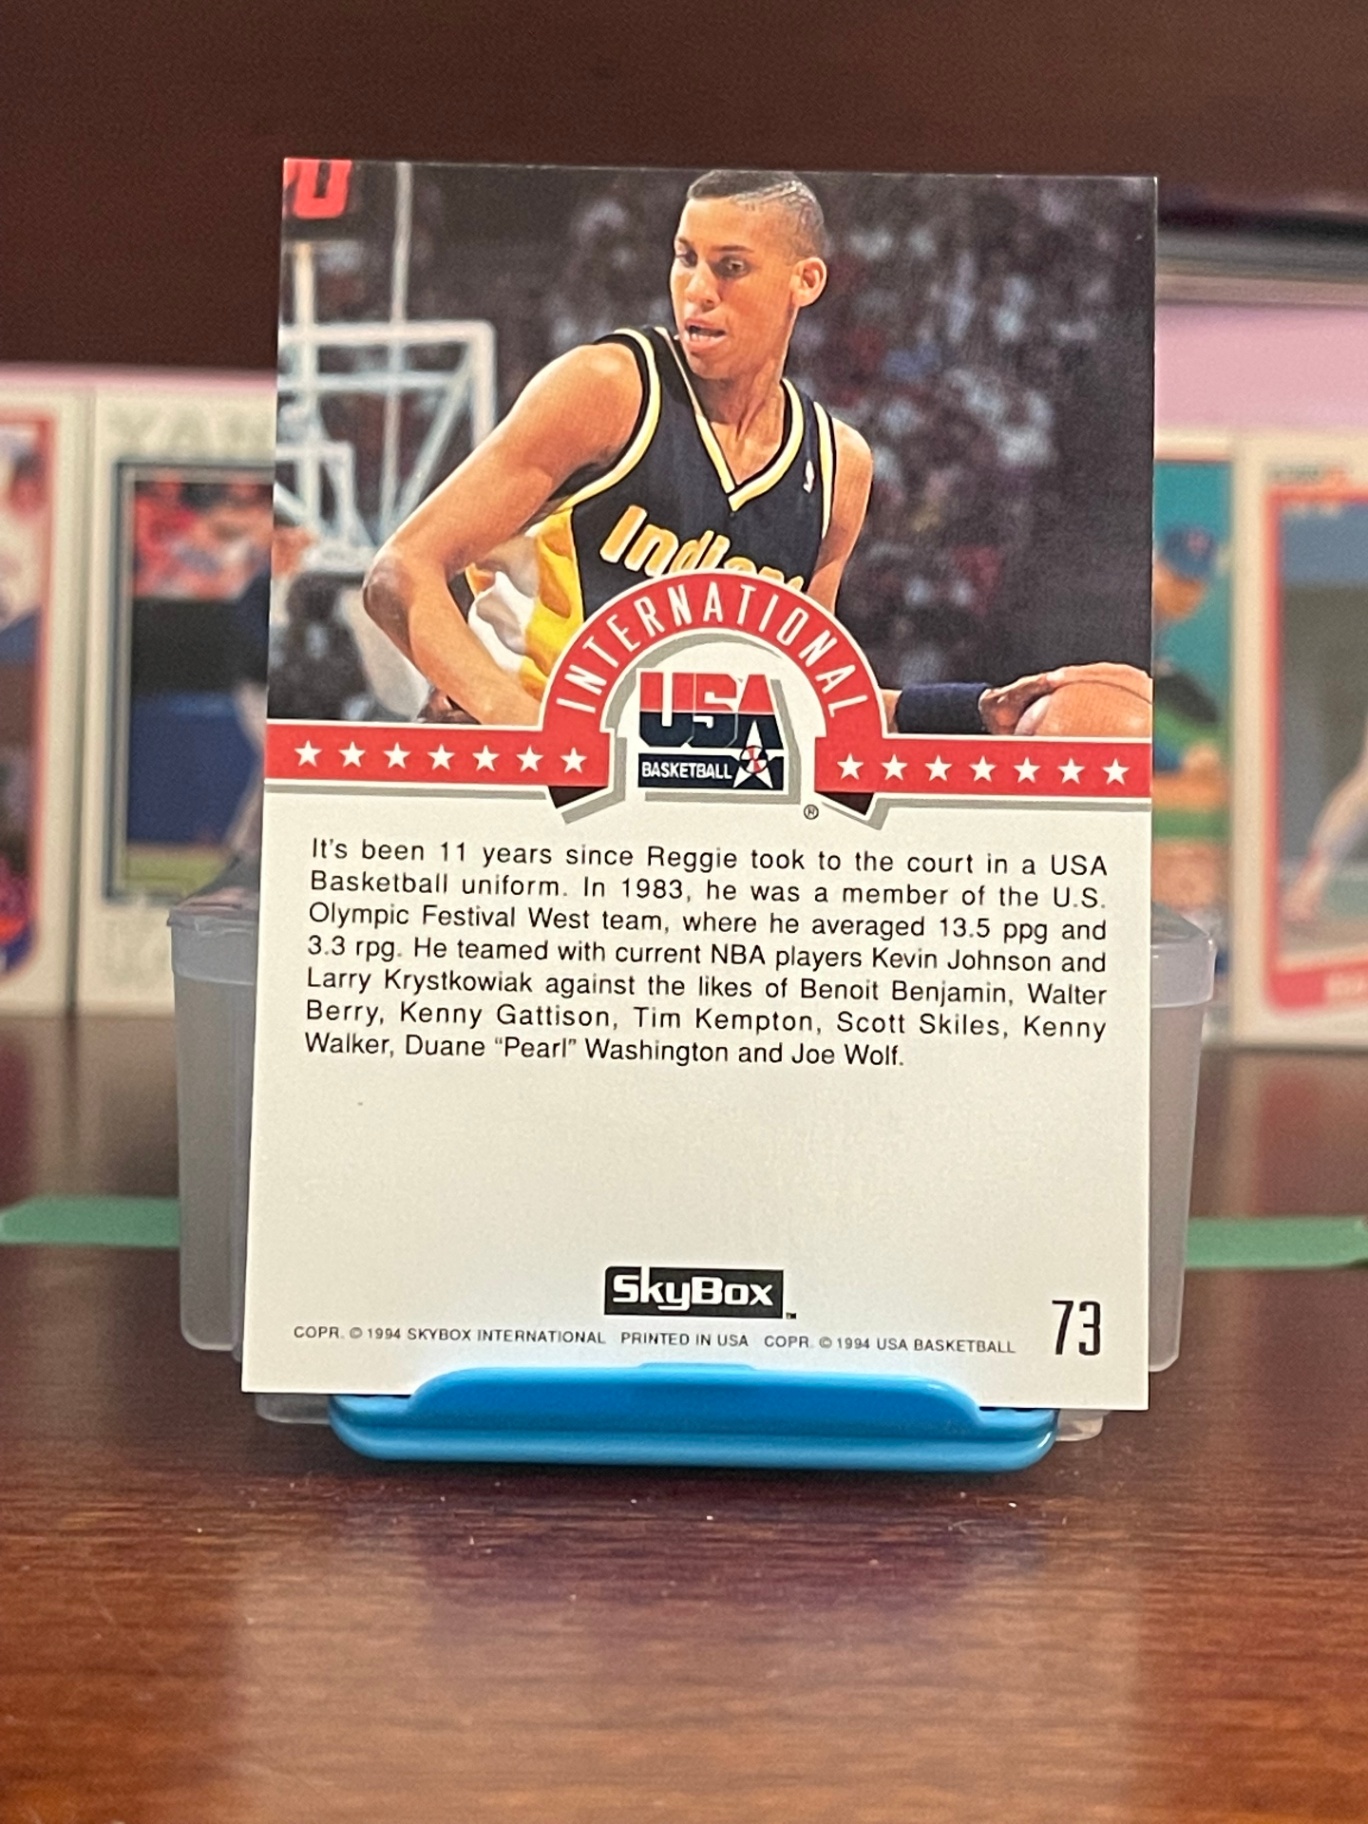 Indiana
INTERNATIONAL
USA
BASKETBALL
®
It's been 11 years since Reggie took to the court in a USA
Basketball uniform. In 1983, he was a member of the U.S.
Olympic Festival West team, where he averaged 13.5 ppg and
3.3 rpg. He teamed with current NBA players Kevin Johnson and
Larry Krystkowiak against the likes of Benoit Benjamin, Walter
Berry, Kenny Gattison, Tim Kempton, Scott Skiles, Kenny
Walker, Duane “Pearl” Washington and Joe Wolf.
SkyBox™
73
COPR. © 1994 SKYBOX INTERNATIONAL PRINTED IN USA COPR. © 1994 USA BASKETBALL